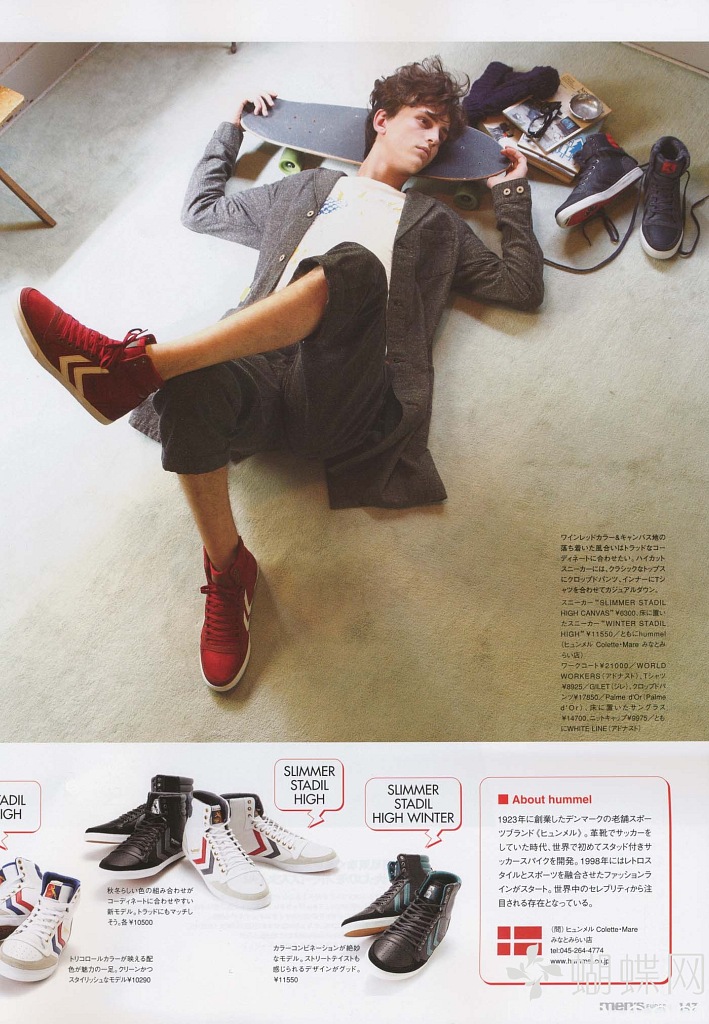 ワインレッドカラー&キャンバス地の
落ち着いた風合いはトラッドなコー
ディネートに合わせたい。ハイカット
スニーカーには、クラシックなトップス
にクロップドパンツ、インナーにTシ
ャツを合わせてカジュアルダウン。
スニーカー“SLIMMER STADIL
HIGH CANVAS”¥6300、床に置い
たスニーカー“WINTER STADIL
HIGH”¥11550/ともにhummel
(ヒュンメル Colette・Mare みなとみ
らい店)
ワークコート¥21000/WORLD
WORKERS(アドナスト)、Tシャツ
¥8925/GILET(ジレ)、クロップドパ
ンツ¥17850/Palme d'Or(Palme
d'Or)、床に置いたサングラス
¥14700、ニットキャップ¥9975/とも
にWHITE LINE(アドナスト)
TADIL
IGH
SLIMMER
STADIL
HIGH
SLIMMER
STADIL
HIGH WINTER
秋冬らしい色の組み合わせが
コーディネートに合わせやすい
新モデル。トラッドにもマッチし
そう。各¥10500
トリコロールカラーが映える配
色が魅力の一足。クリーンかつ
スタイリッシュなモデル¥10290
カラーコンビネーションが絶妙
なモデル。ストリートテイストも
感じられるデザインがグッド。
¥11550
About hummel
1923年に創業したデンマークの老舗スポー
ツブランド《ヒュンメル》。革靴でサッカーを
していた時代、世界で初めてスタッド付きサ
ッカースパイクを開発。1998年にはレトロス
タイルとスポーツを融合させたファッションラ
インがスタート。世界中のセレブリティから注
目される存在となっている。
(問)ヒュンメル Colette・Mare
みなとみらい店
tel:045-264-4774
www.hummel.co.jp
蝴蝶网
men's 147